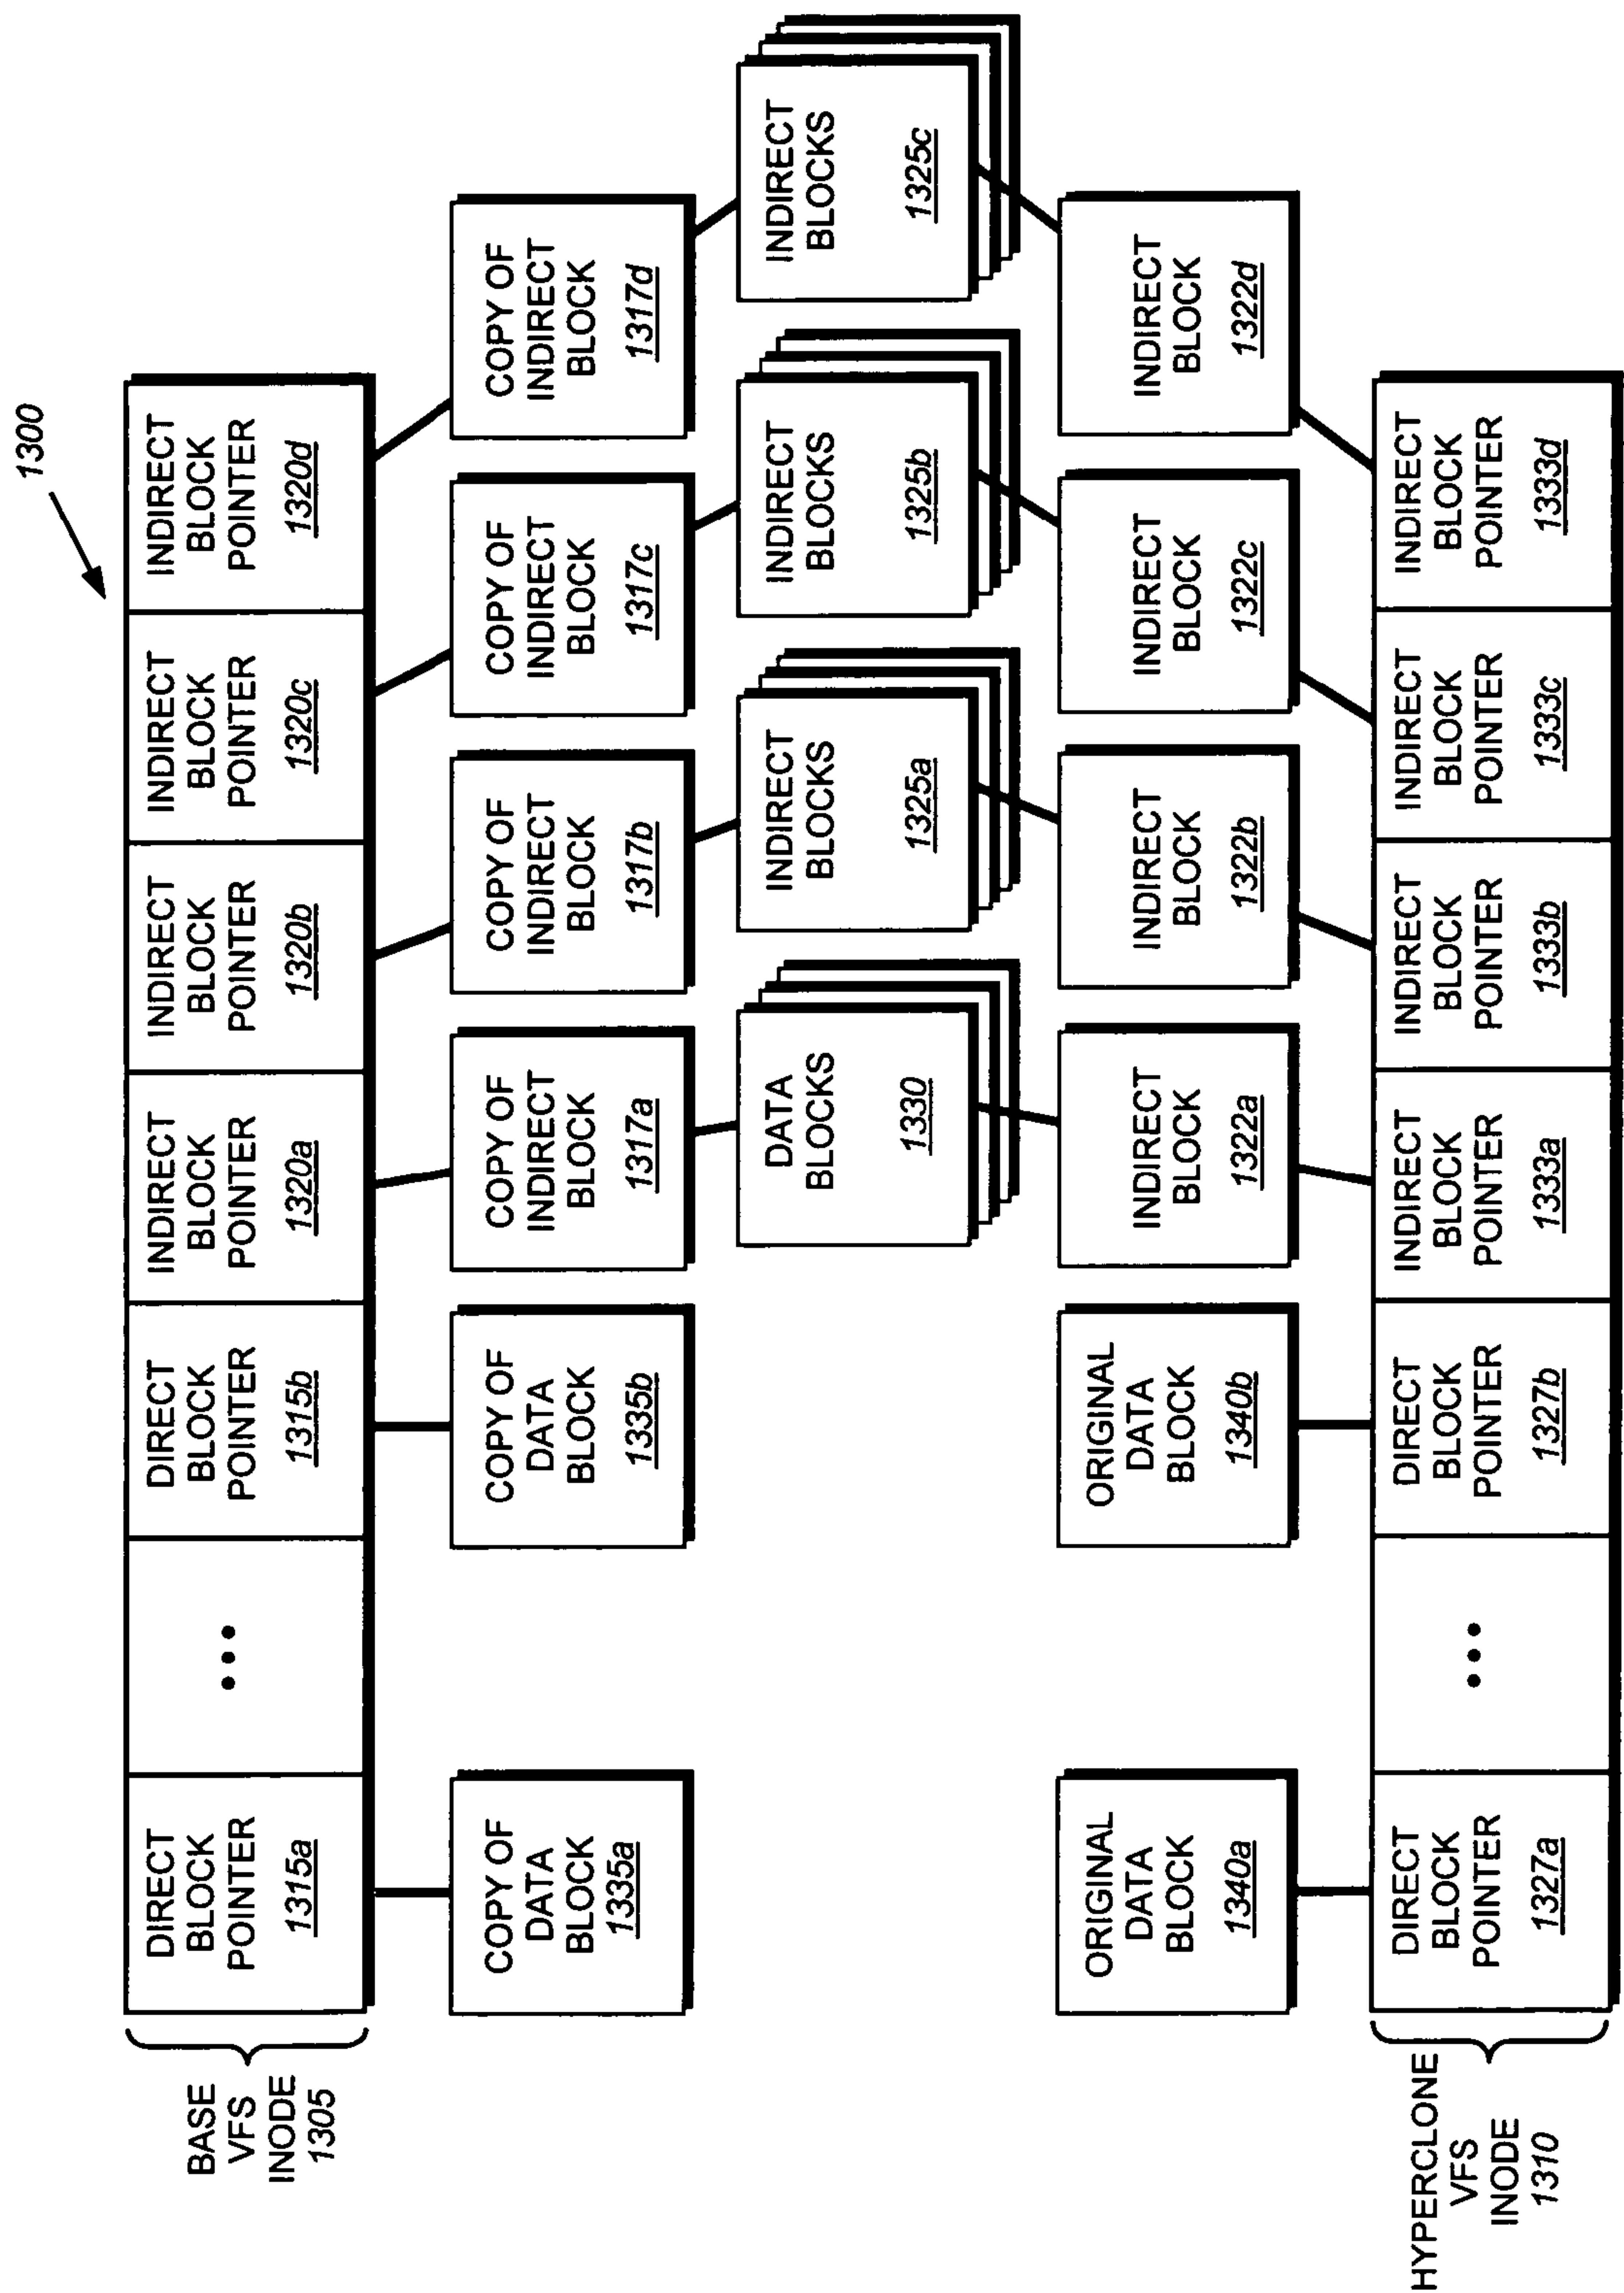 1300
BASE
VFS
INODE
1305
DIRECT
BLOCK
POINTER
1315a
...
DIRECT
BLOCK
POINTER
1315b
INDIRECT
BLOCK
POINTER
1320a
INDIRECT
BLOCK
POINTER
1320b
INDIRECT
BLOCK
POINTER
1320c
INDIRECT
BLOCK
POINTER
1320d
COPY OF
DATA
BLOCK
1335a
COPY OF
DATA
BLOCK
1335b
COPY OF
INDIRECT
BLOCK
1317a
COPY OF
INDIRECT
BLOCK
1317b
COPY OF
INDIRECT
BLOCK
1317c
COPY OF
INDIRECT
BLOCK
1317d
DATA
BLOCKS
1330
INDIRECT
BLOCKS
1325a
INDIRECT
BLOCKS
1325b
INDIRECT
BLOCKS
1325c
ORIGINAL
DATA
BLOCK
1340a
ORIGINAL
DATA
BLOCK
1340b
INDIRECT
BLOCK
1322a
INDIRECT
BLOCK
1322b
INDIRECT
BLOCK
1322c
INDIRECT
BLOCK
1322d
HYPERCLONE
VFS
INODE
1310
DIRECT
BLOCK
POINTER
1327a
...
DIRECT
BLOCK
POINTER
1327b
INDIRECT
BLOCK
POINTER
1333a
INDIRECT
BLOCK
POINTER
1333b
INDIRECT
BLOCK
POINTER
1333c
INDIRECT
BLOCK
POINTER
1333d